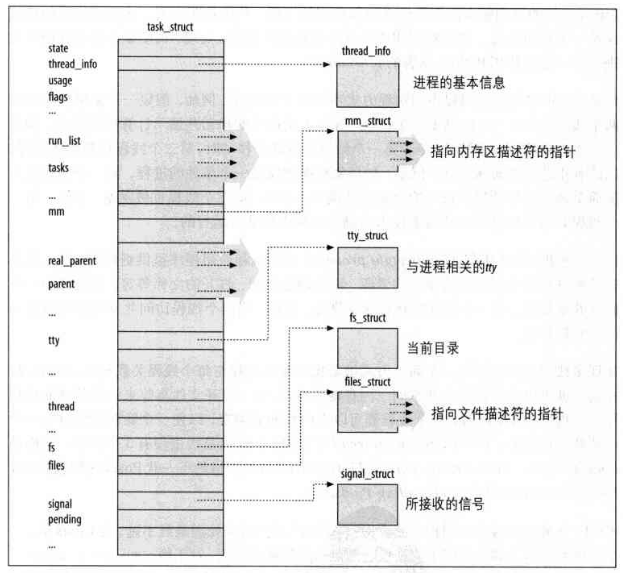 task_struct
state
thread_info
usage
flags
...
run_list
tasks
...
mm
real_parent
parent
...
tty
...
thread
...
fs
files
signal
pending
...
thread_info
进程的基本信息
mm_struct
指向内存区描述符的指针
tty_struct
与进程相关的tty
fs_struct
当前目录
files_struct
指向文件描述符的指针
signal_struct
所接收的信号